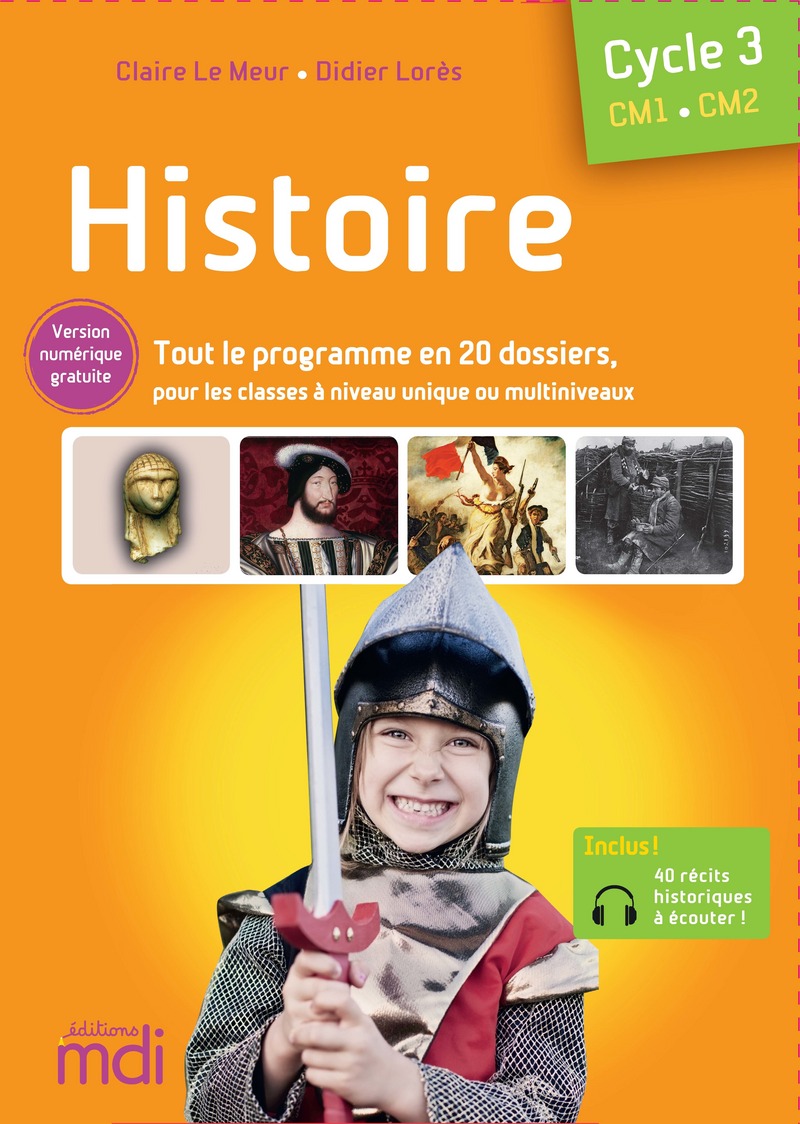 Claire Le Meur • Didier Lorès
Cycle 3
CM1 • CM2
Histoire
Version
numérique
gratuite
Tout le programme en 20 dossiers,
pour les classes à niveau unique ou multiniveaux
Inclus !
40 récits
historiques
à écouter !
éditions
mdi